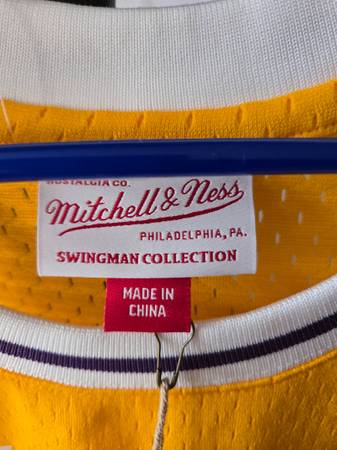 NOSTALGIA CO.
Mitchell & Ness
PHILADELPHIA, PA.
SWINGMAN COLLECTION
MADE IN
CHINA